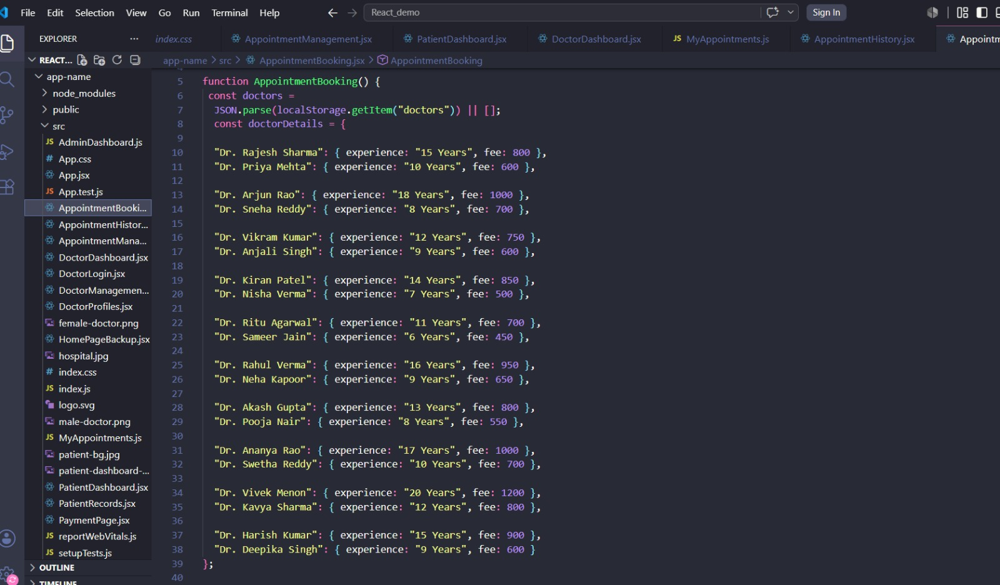 File Edit Selection View Go Run Terminal Help
React_demo
Sign In
EXPLORER
index.css
AppointmentManagement.jsx
PatientDashboard.jsx
DoctorDashboard.jsx
JS MyAppointments.js
AppointmentHistory.jsx
Appointm
REACT...
app-name > src > AppointmentBooking.jsx > AppointmentBooking
app-name
node_modules
public
src
JS AdminDashboard.js
# App.css
App.jsx
JS App.test.js
AppointmentBooki...
AppointmentHistor...
AppointmentMana...
DoctorDashboard.jsx
DoctorLogin.jsx
DoctorManagemen...
DoctorProfiles.jsx
female-doctor.png
HomePageBackup.jsx
hospital.jpg
# index.css
JS index.js
logo.svg
male-doctor.png
JS MyAppointments.js
patient-bg.jpg
patient-dashboard-...
PatientDashboard.jsx
PatientRecords.jsx
PaymentPage.jsx
JS reportWebVitals.js
JS setupTests.js
OUTLINE
TIMELINE
5 function AppointmentBooking() {
6 const doctors =
7 JSON.parse(localStorage.getItem("doctors")) || [];
8 const doctorDetails = {
9
10 "Dr. Rajesh Sharma": { experience: "15 Years", fee: 800 },
11 "Dr. Priya Mehta": { experience: "10 Years", fee: 600 },
12
13 "Dr. Arjun Rao": { experience: "18 Years", fee: 1000 },
14 "Dr. Sneha Reddy": { experience: "8 Years", fee: 700 },
15
16 "Dr. Vikram Kumar": { experience: "12 Years", fee: 750 },
17 "Dr. Anjali Singh": { experience: "9 Years", fee: 600 },
18
19 "Dr. Kiran Patel": { experience: "14 Years", fee: 850 },
20 "Dr. Nisha Verma": { experience: "7 Years", fee: 500 },
21
22 "Dr. Ritu Agarwal": { experience: "11 Years", fee: 700 },
23 "Dr. Sameer Jain": { experience: "6 Years", fee: 450 },
24
25 "Dr. Rahul Verma": { experience: "16 Years", fee: 950 },
26 "Dr. Neha Kapoor": { experience: "9 Years", fee: 650 },
27
28 "Dr. Akash Gupta": { experience: "13 Years", fee: 800 },
29 "Dr. Pooja Nair": { experience: "8 Years", fee: 550 },
30
31 "Dr. Ananya Rao": { experience: "17 Years", fee: 1000 },
32 "Dr. Swetha Reddy": { experience: "10 Years", fee: 700 },
33
34 "Dr. Vivek Menon": { experience: "20 Years", fee: 1200 },
35 "Dr. Kavya Sharma": { experience: "12 Years", fee: 800 },
36
37 "Dr. Harish Kumar": { experience: "15 Years", fee: 900 },
38 "Dr. Deepika Singh": { experience: "9 Years", fee: 600 }
39 };
40